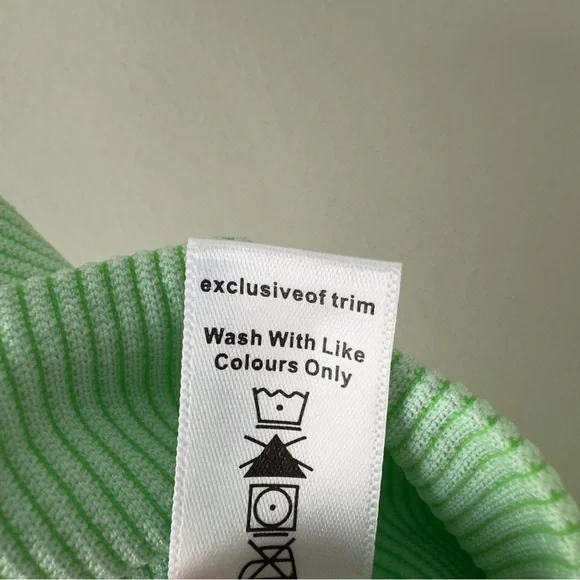 exclusiveof trim
Wash With Like
Colours Only